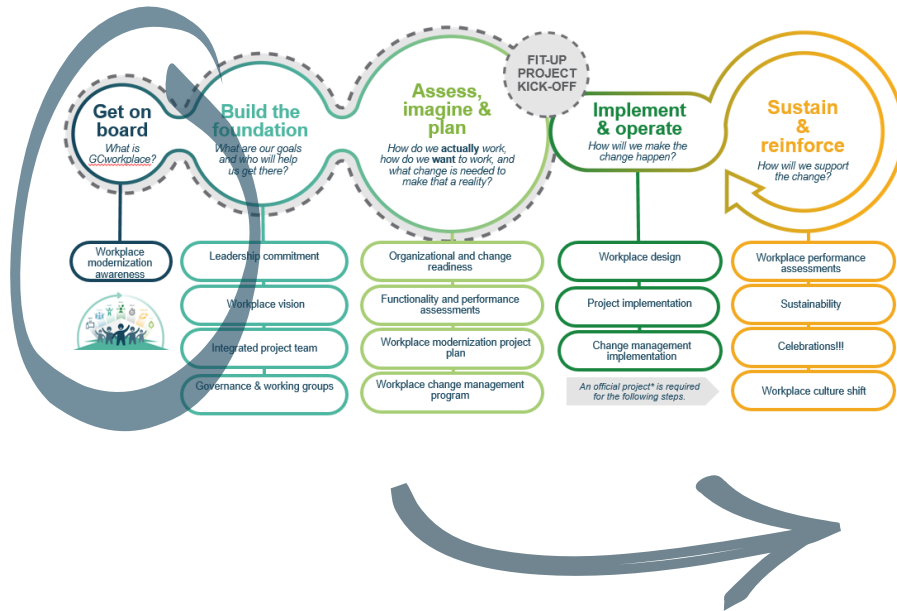 Get on
board
What is
GCworkplace?
Build the
foundation
What are our goals
and who will help
us get there?
Assess,
imagine &
plan
How do we actually work,
how do we want to work, and
what change is needed to
make that a reality?
FIT-UP
PROJECT
KICK-OFF
Implement
& operate
How will we make the
change happen?
Sustain
&
reinforce
How will we support
the change?
Workplace
modernization
awareness
Leadership commitment
Workplace vision
Integrated project team
Governance & working groups
Organizational and change
readiness
Functionality and performance
assessments
Workplace modernization project
plan
Workplace change management
program
Workplace design
Project implementation
Change management
implementation
An official project* is required
for the following steps.
Workplace performance
assessments
Sustainability
Celebrations!!!
Workplace culture shift